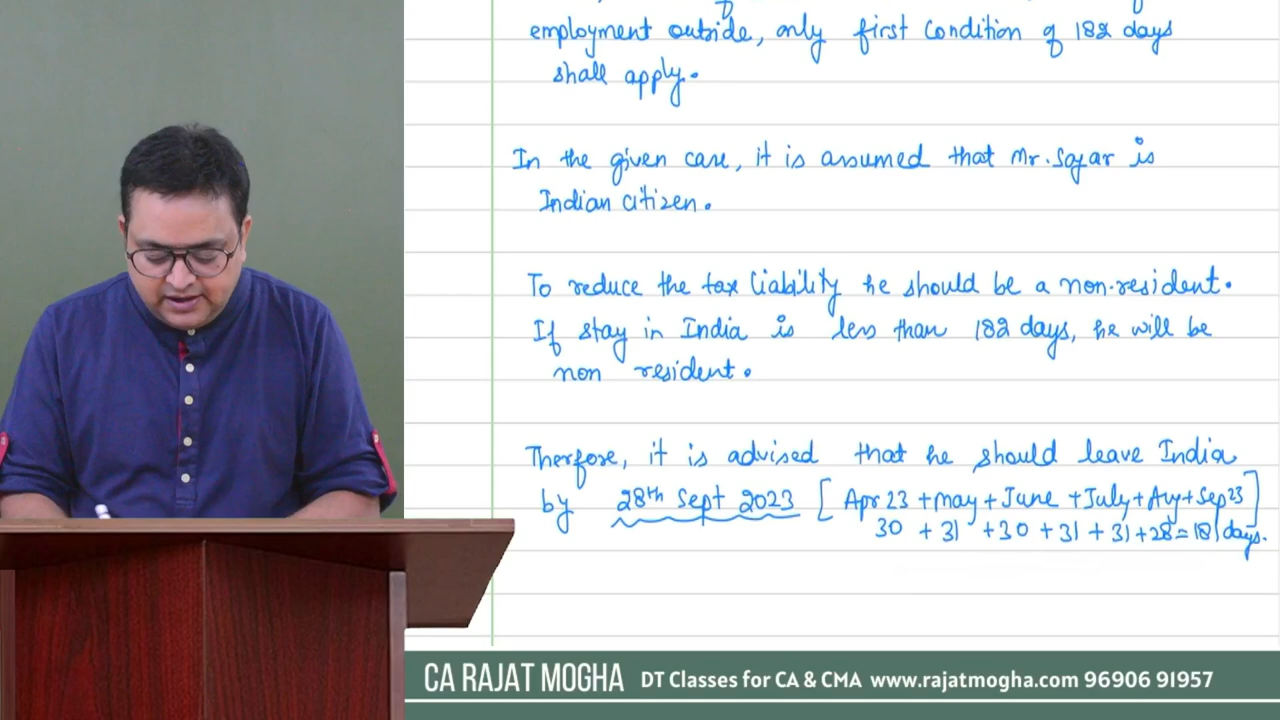 employment outside, only first condition of 182 days
shall apply.
In the given case, it is assumed that Mr. Sagar is
Indian citizen.
To reduce the tax liability he should be a non-resident.
If stay in India is less than 182 days, he will be
non resident.
Therfore, it is advised that he should leave India
by 28th Sept 2023 [Apr 23 + May + June + July + Aug + Sep 23]
30 + 31 + 30 + 31 + 31 + 28 = 181 days.
CA RAJAT MOGHA DT Classes for CA & CMA www.rajatmogha.com 96906 91957